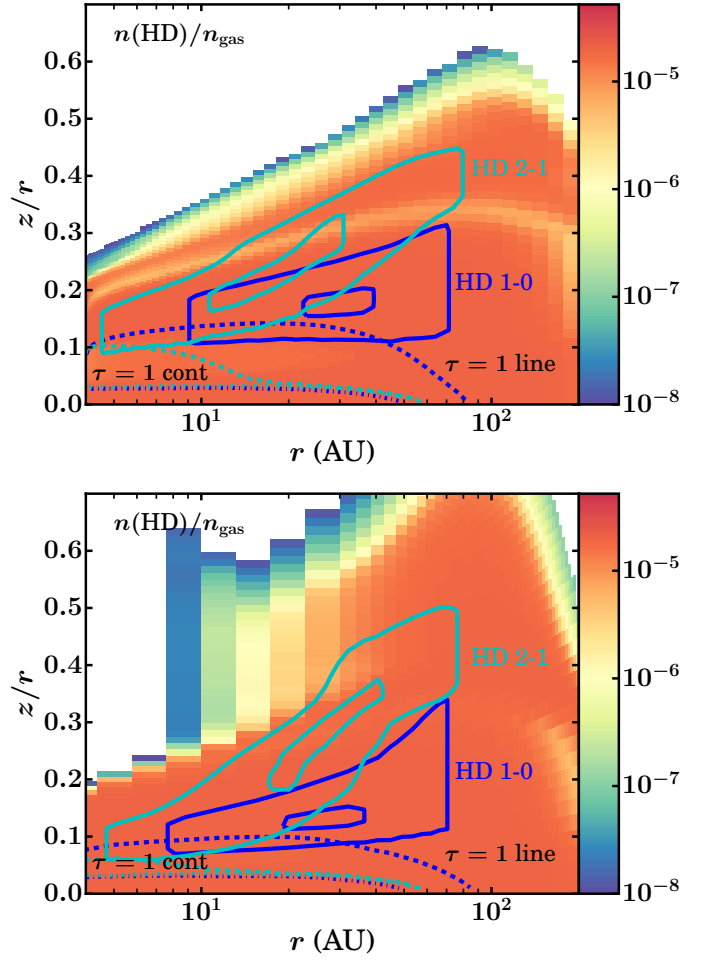 n(HD)/n_gas
0.6
0.5
0.4
0.3
0.2
0.1
0.0
z/r
HD 2-1
HD 1-0
τ = 1 cont
τ = 1 line
10^1
10^2
r (AU)
10^−5
10^−6
10^−7
10^−8
n(HD)/n_gas
0.6
0.5
0.4
0.3
0.2
0.1
0.0
z/r
HD 2-1
HD 1-0
τ = 1 cont
τ = 1 line
10^1
10^2
r (AU)
10^−5
10^−6
10^−7
10^−8